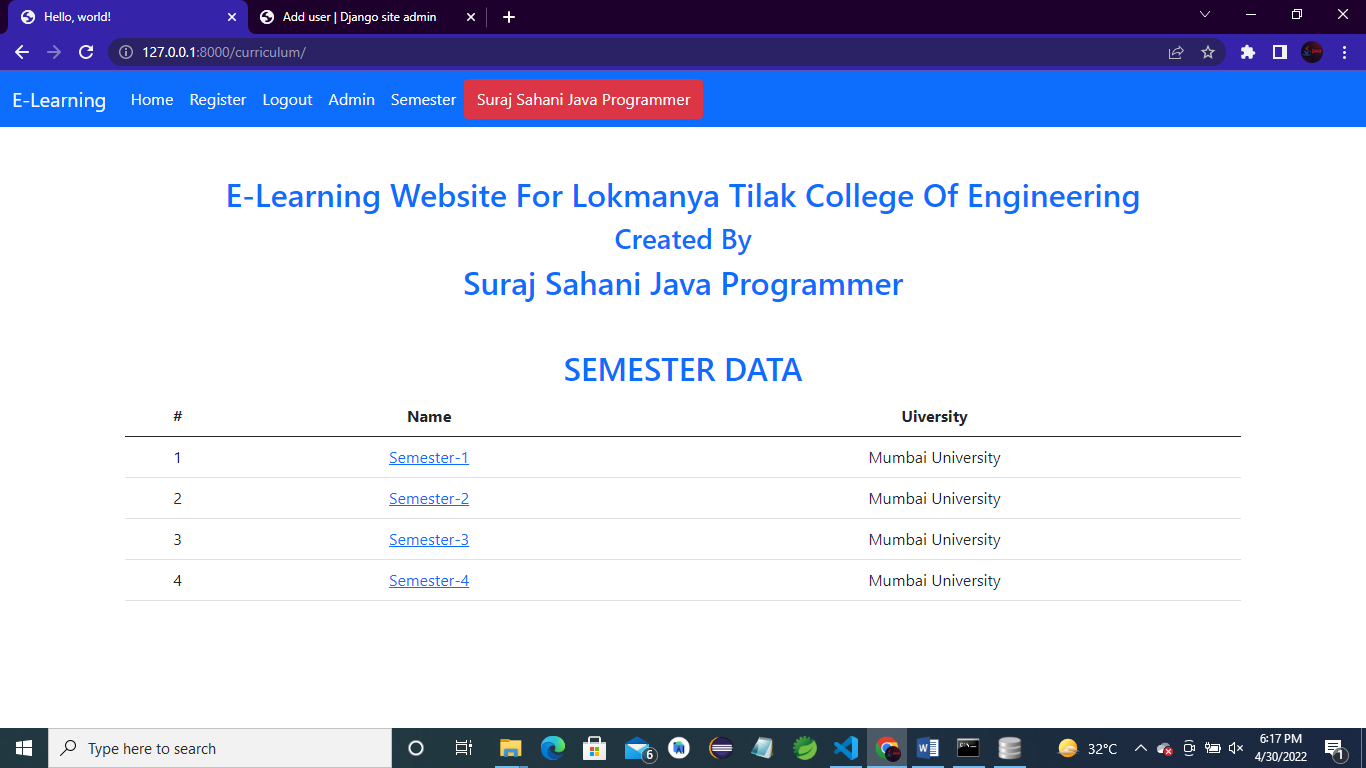 Hello, world!
Add user | Django site admin
127.0.0.1:8000/curriculum/
E-Learning Home Register Logout Admin Semester Suraj Sahani Java Programmer
E-Learning Website For Lokmanya Tilak College Of Engineering
Created By
Suraj Sahani Java Programmer
SEMESTER DATA
# Name Uiversity
1 Semester-1 Mumbai University
2 Semester-2 Mumbai University
3 Semester-3 Mumbai University
4 Semester-4 Mumbai University
Type here to search
6
32°C
6:17 PM
4/30/2022
1